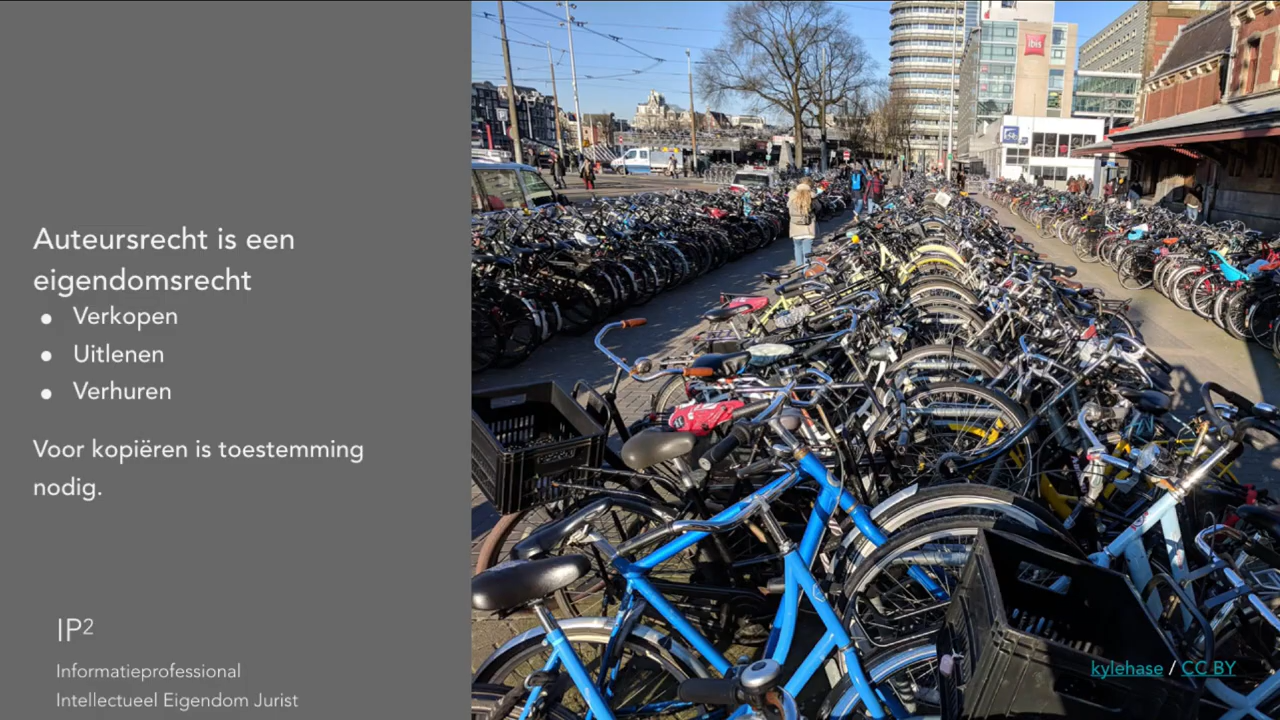 Auteursrecht is een
eigendomsrecht
● Verkopen
● Uitlenen
● Verhuren
Voor kopiëren is toestemming
nodig.
IP²
Informatieprofessional
Intellectueel Eigendom Jurist
ibis
kylehase / CC BY